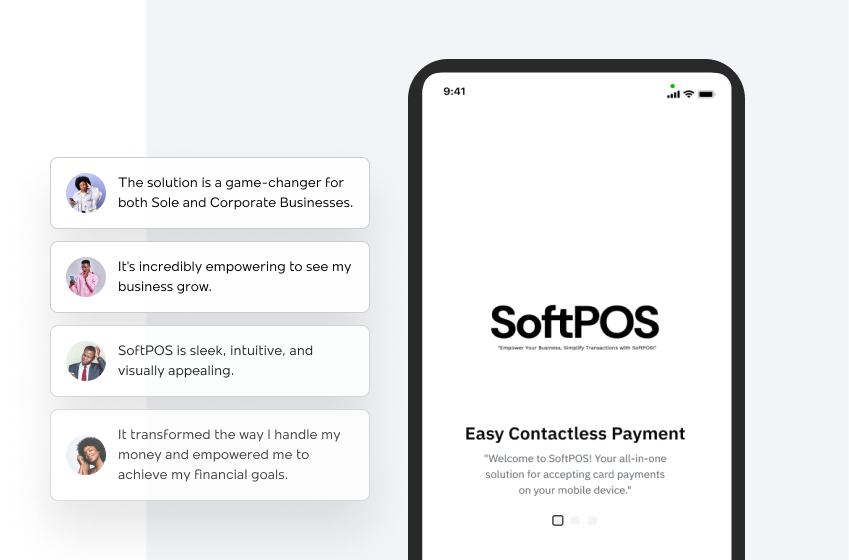 The solution is a game-changer for
both Sole and Corporate Businesses.
It's incredibly empowering to see my
business grow.
SoftPOS is sleek, intuitive, and
visually appealing.
It transformed the way I handle my
money and empowered me to
achieve my financial goals.
9:41
SoftPOS
"Empower Your Business, Simplify Transactions with SoftPOS!"
Easy Contactless Payment
"Welcome to SoftPOS! Your all-in-one
solution for accepting card payments
on your mobile device."